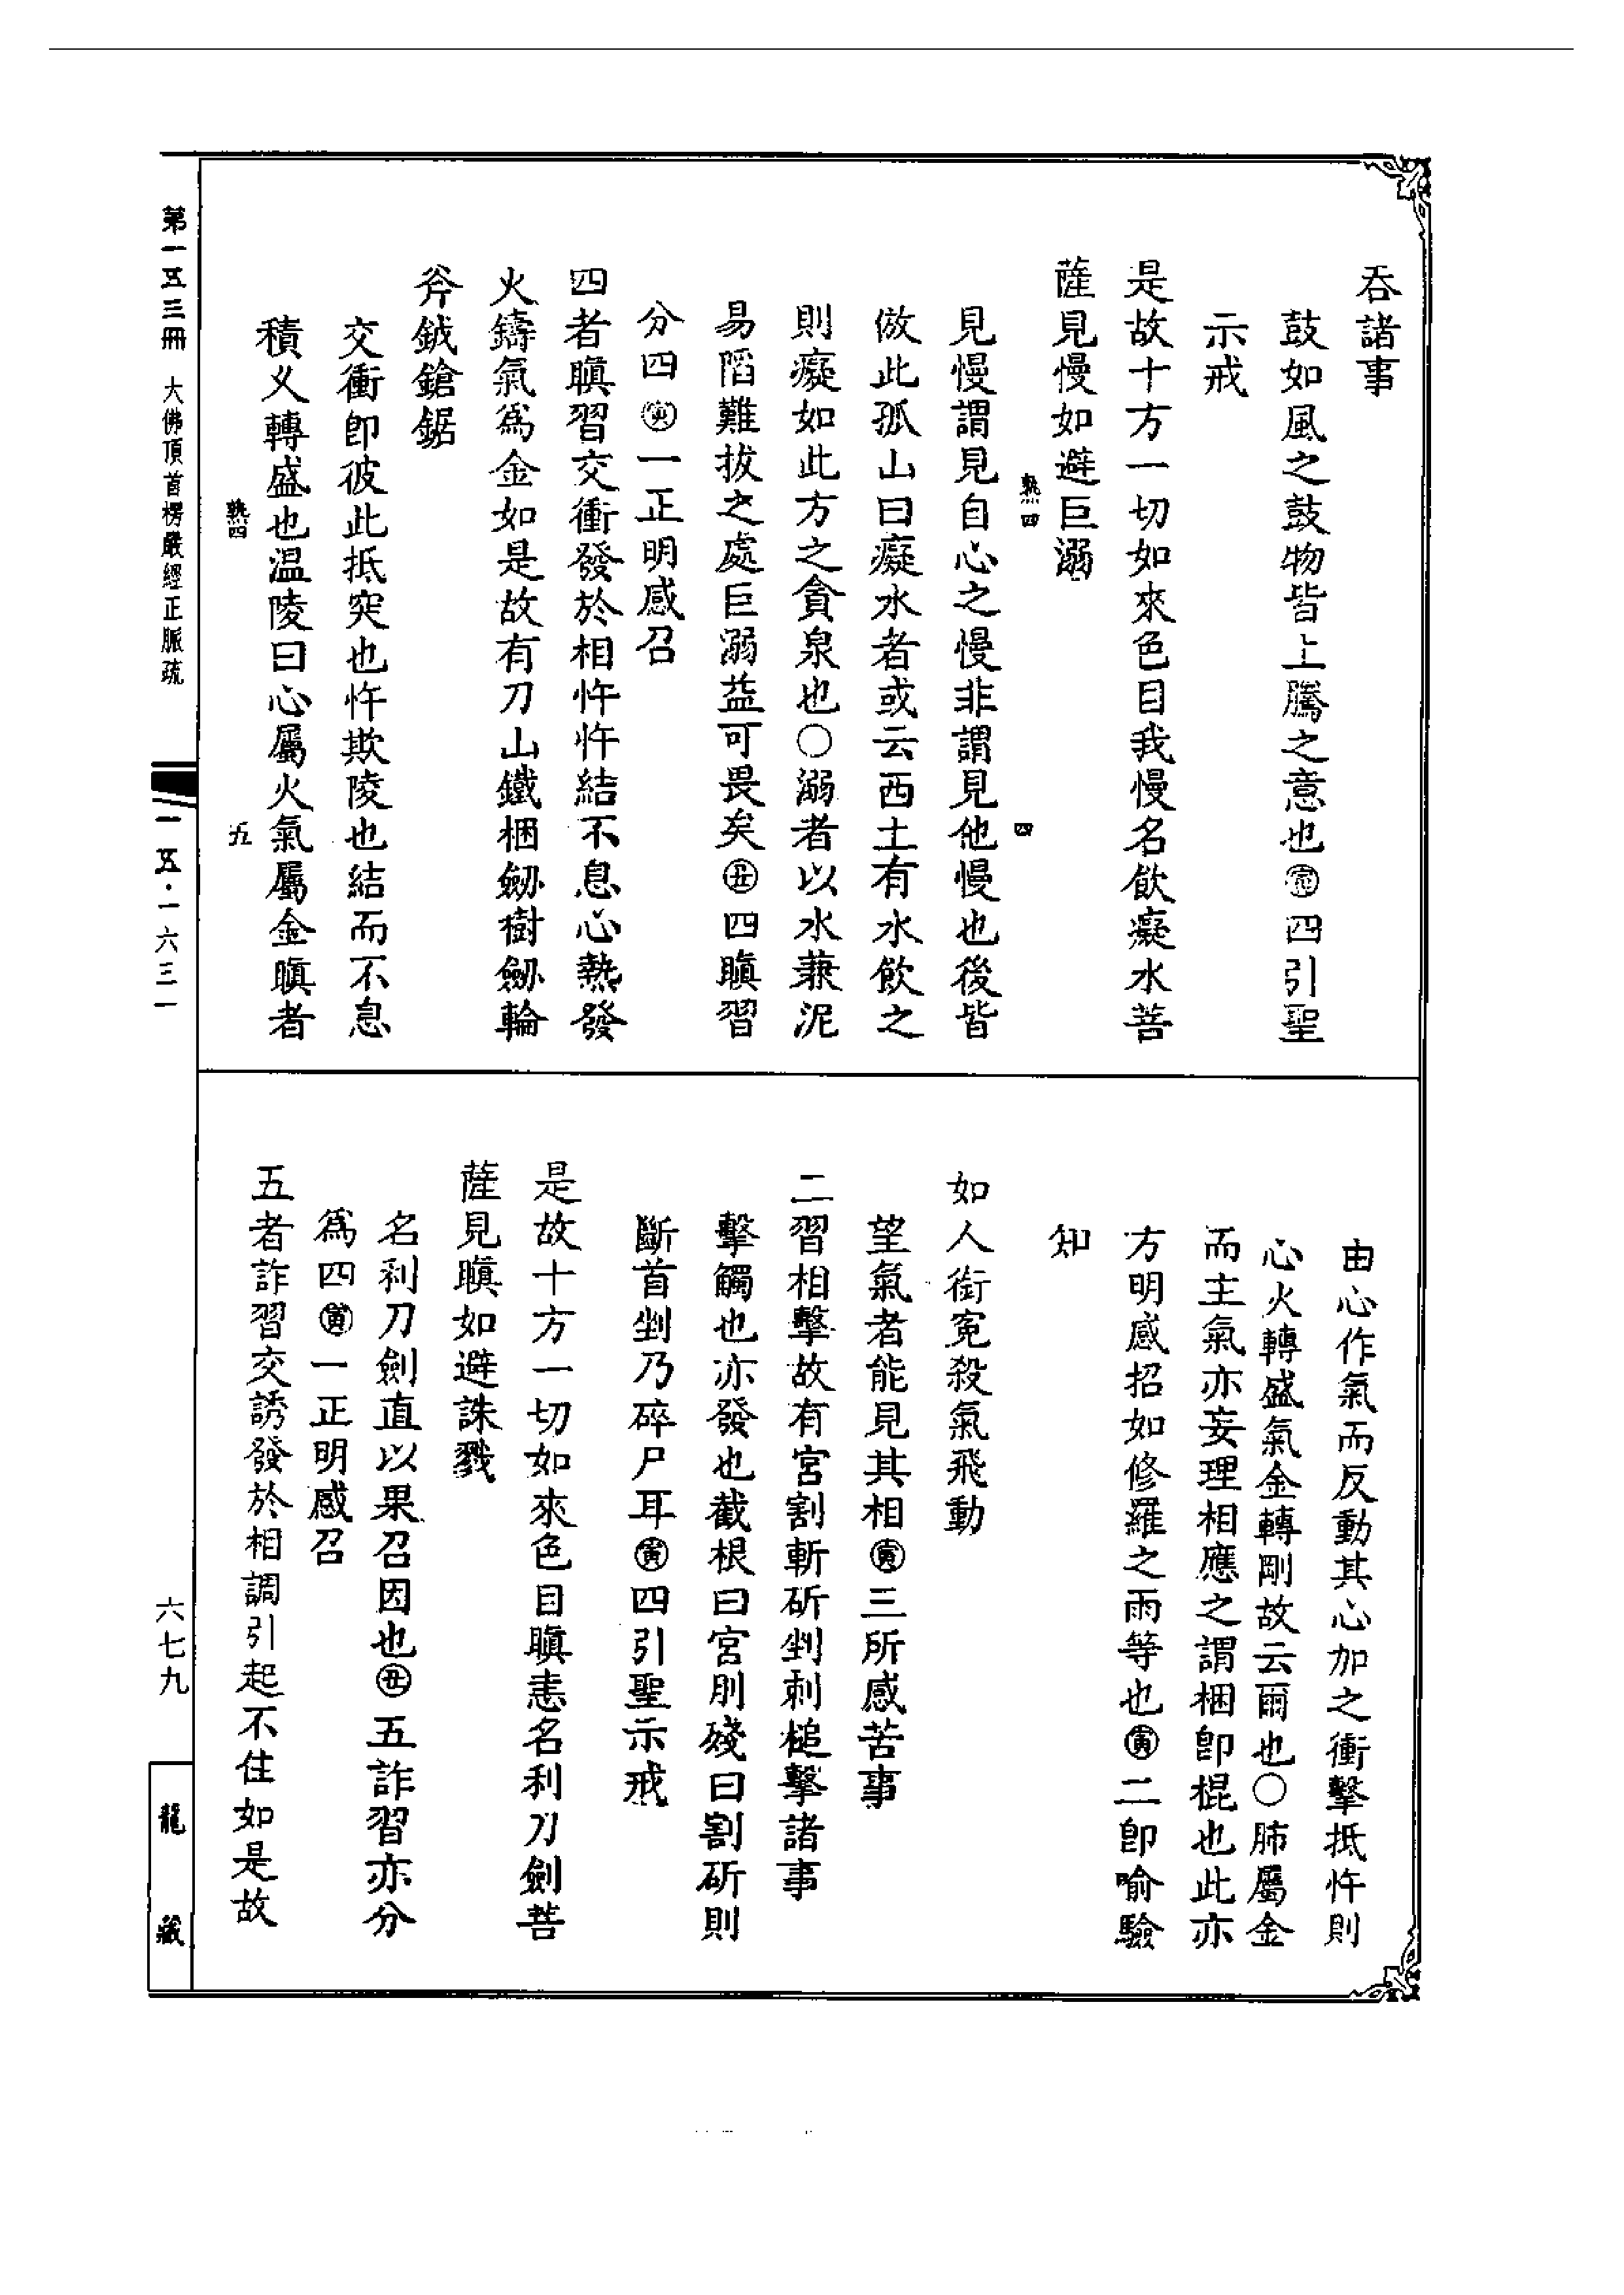 吞諸事
鼓如風之鼓物皆上騰之意也㊞四引聖
示戒
是故十方一切如來色目我慢名飲癡水菩
薩見慢如避巨溺
熟四
四
見慢謂見自心之慢非謂見他慢也後皆
倣此孤山曰癡水者或云西土有水飲之
則癡如此方之貪泉也○溺者以水兼泥
易䧟難拔之處巨溺益可畏矣㊄四瞋習
分四 一正明感召
四者瞋習交衝發於相忤忤結不息心熱發
火鑄氣為金如是故有刀山鐵梱劒樹劒輪
斧鉞鎗鋸
交衝卽彼此抵突也忤欺陵也結而不息
積乂轉盛也温陵曰心屬火氣屬金瞋者
熟四
五
由心作氣而反動其心加之衝擊抵忤則
心火轉盛氣金轉剛故云爾也○肺屬金
而主氣亦妄理相應之謂梱卽棍也此亦
方明感招如修羅之雨等也 二卽喻驗
知
如人銜冤殺氣飛動
望氣者能見其相 三所感苦事
二習相擊故有宮割斬斫剉刺槌擊諸事
擊觸也亦發也截根曰宮刖殘曰割斫則
斷首剉乃碎尸耳 四引聖示戒
是故十方一切如來色目瞋恚名利刀劍菩
薩見瞋如避誅戮
名利刀劍直以果召因也 五詐習亦分
為四 一正明感召
五者詐習交誘發於相調引起不住如是故
第一五三冊 大佛頂首楞嚴經正脈疏
一五·一六三一
六七九
龍藏